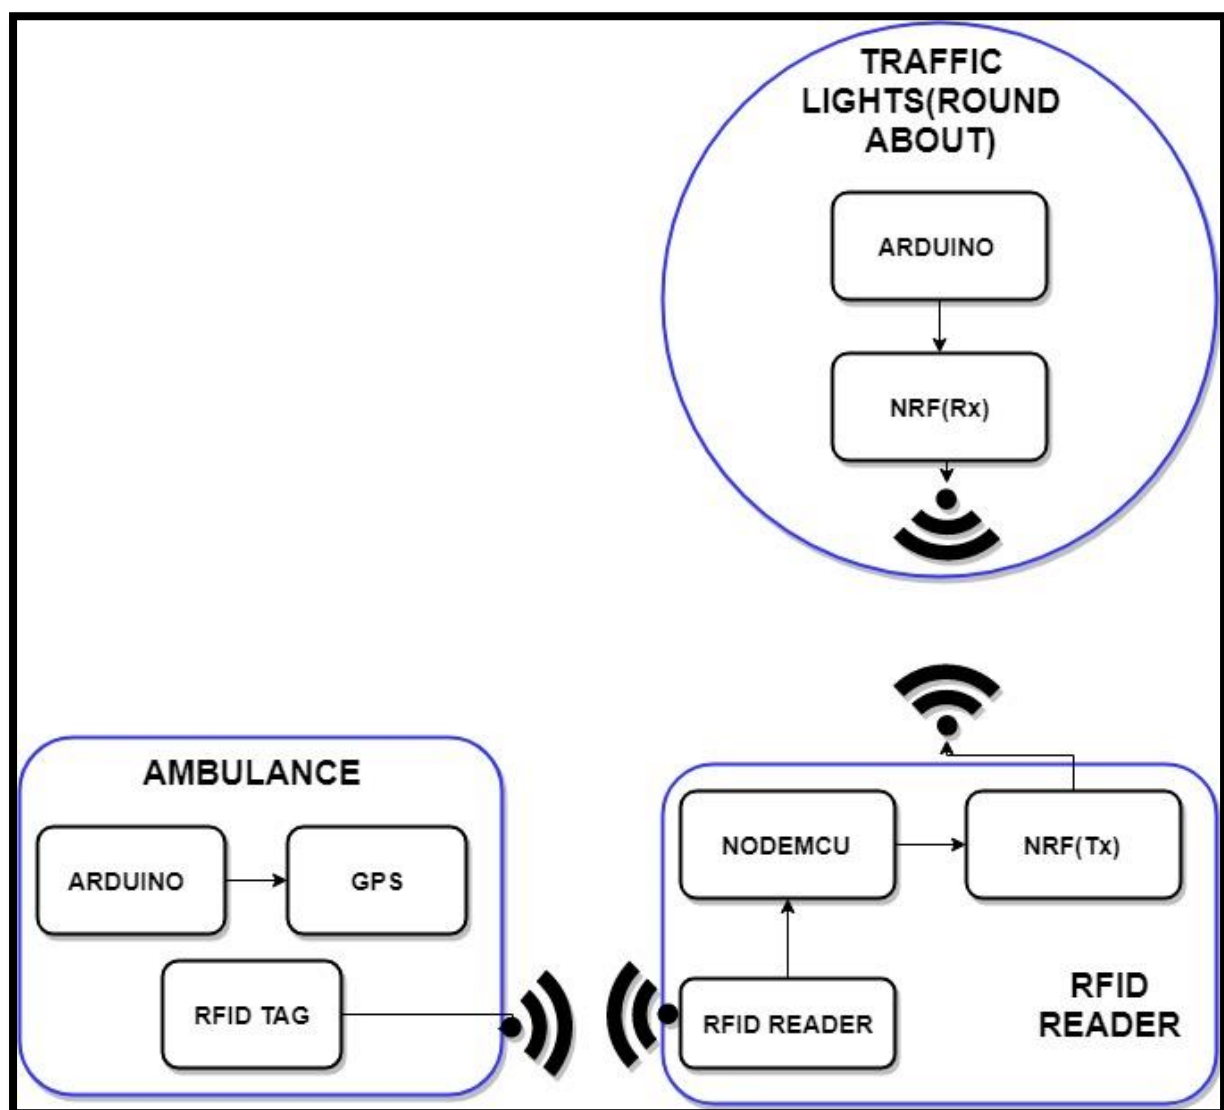 TRAFFIC
LIGHTS(ROUND
ABOUT)
ARDUINO
NRF(Rx)
AMBULANCE
ARDUINO
GPS
RFID TAG
NODEMCU
NRF(Tx)
RFID READER
RFID
READER